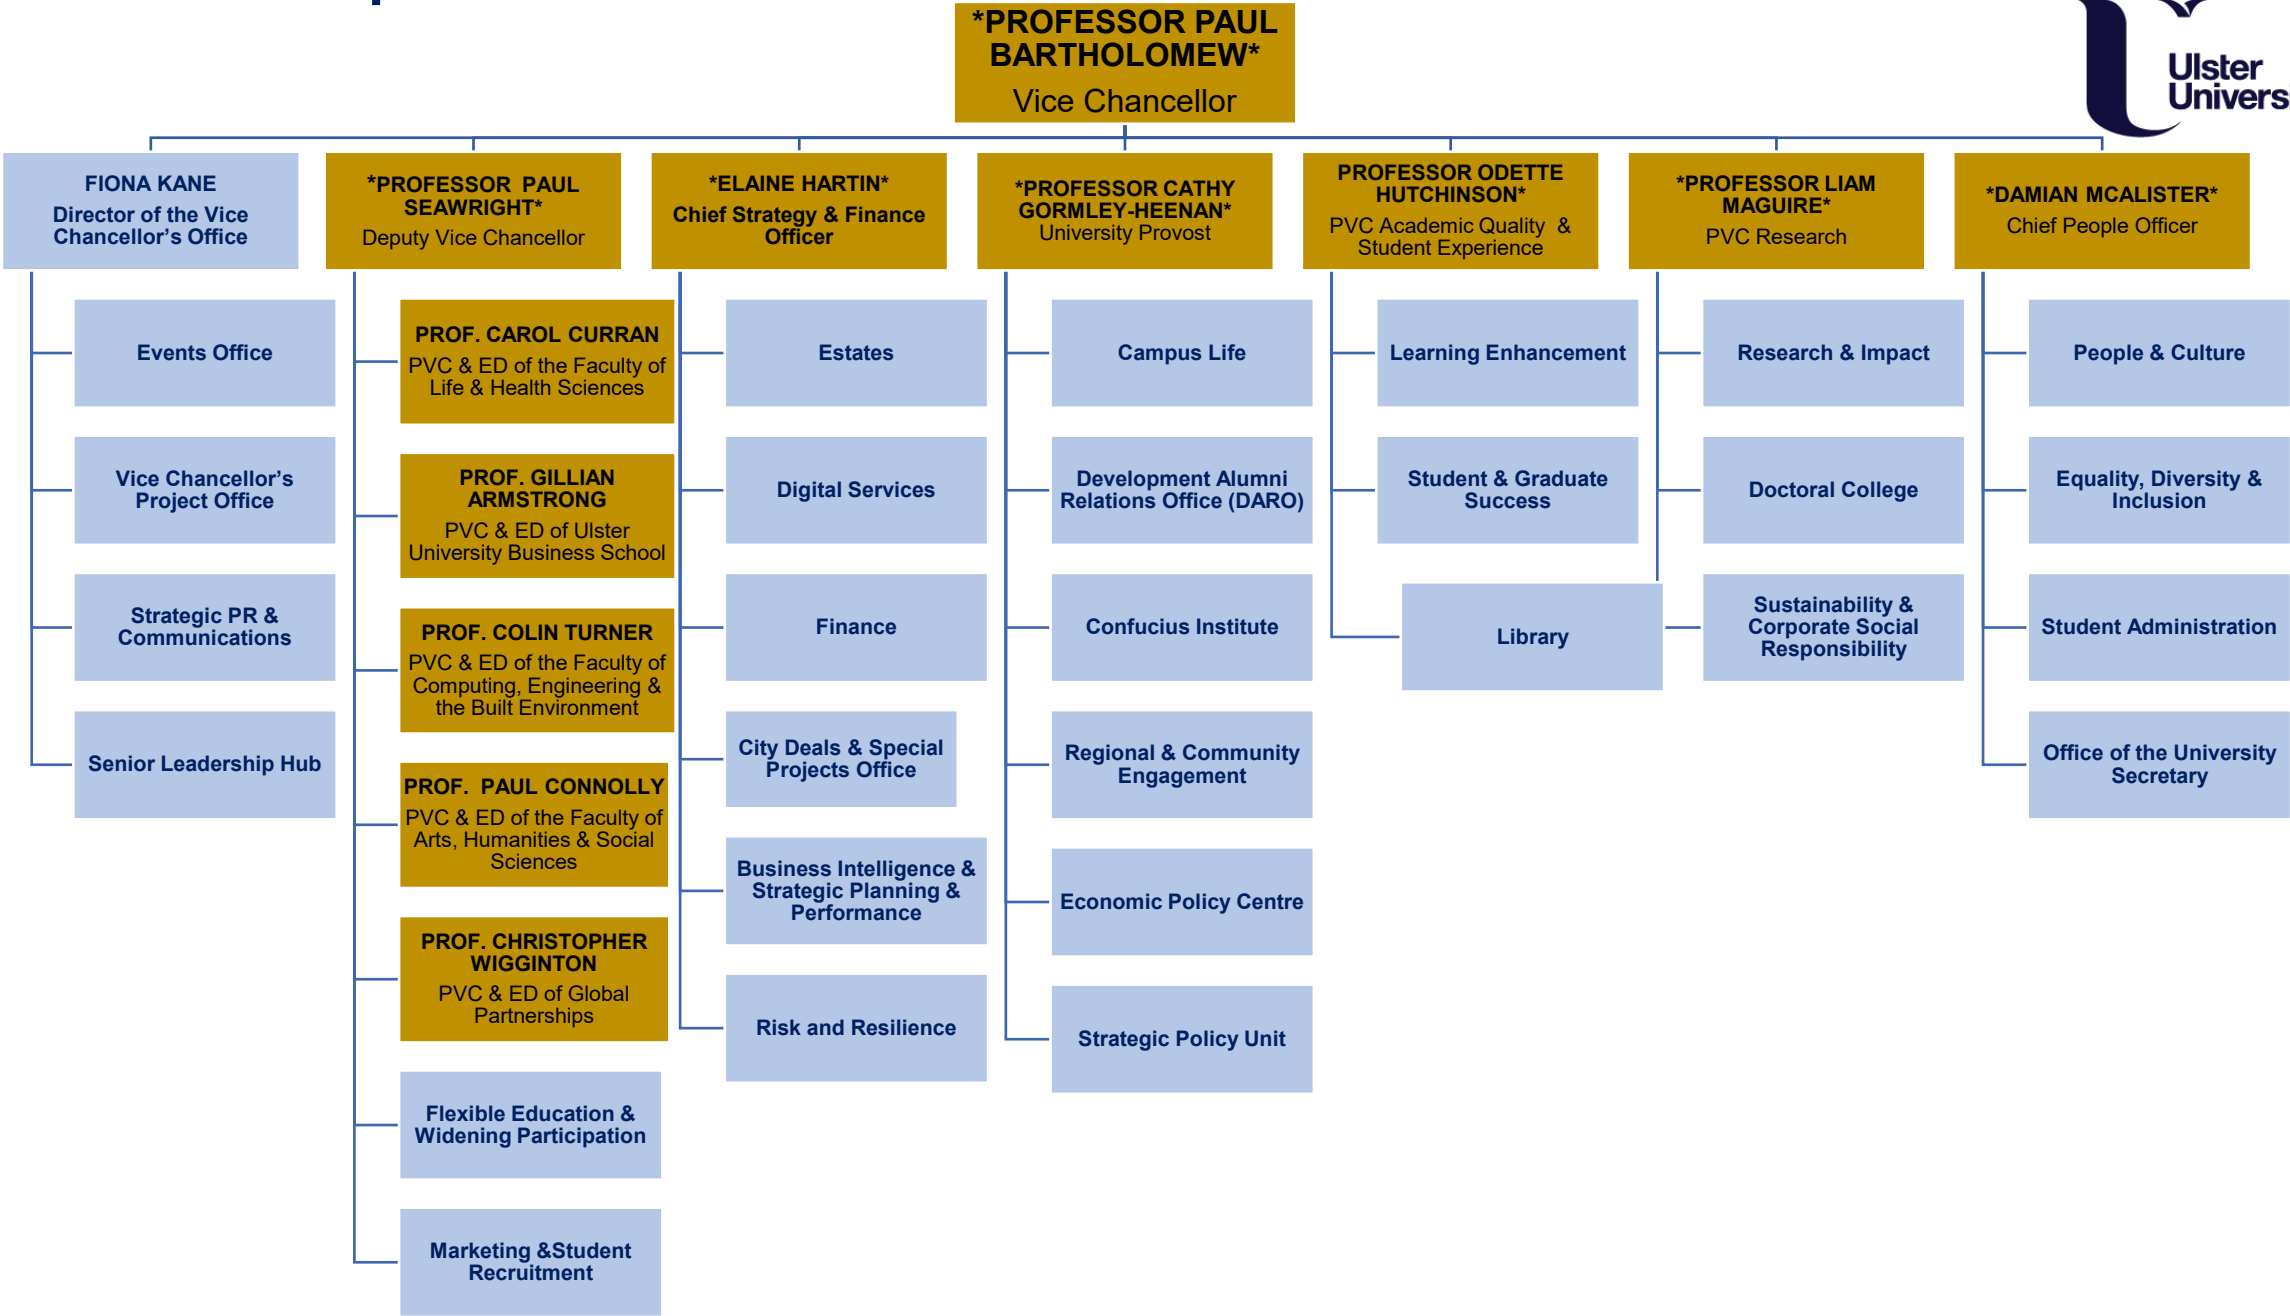 *PROFESSOR PAUL
BARTHOLOMEW*
Vice Chancellor
Ulster
Univers
FIONA KANE
Director of the Vice
Chancellor's Office
*PROFESSOR  PAUL
SEAWRIGHT*
Deputy Vice Chancellor
*ELAINE HARTIN*
Chief Strategy & Finance
Officer
*PROFESSOR CATHY
GORMLEY-HEENAN*
University Provost
PROFESSOR ODETTE
HUTCHINSON*
PVC Academic Quality  &
Student Experience
*PROFESSOR LIAM
MAGUIRE*
PVC Research
*DAMIAN MCALISTER*
Chief People Officer
Events Office
Vice Chancellor's
Project Office
Strategic PR &
Communications
Senior Leadership Hub
PROF. CAROL CURRAN
PVC & ED of the Faculty of
Life & Health Sciences
PROF. GILLIAN
ARMSTRONG
PVC & ED of Ulster
University Business School
PROF. COLIN TURNER
PVC & ED of the Faculty of
Computing, Engineering &
the Built Environment
PROF.  PAUL CONNOLLY
PVC & ED of the Faculty of
Arts, Humanities & Social
Sciences
PROF. CHRISTOPHER
WIGGINTON
PVC & ED of Global
Partnerships
Flexible Education &
Widening Participation
Marketing &Student
Recruitment
Estates
Digital Services
Finance
City Deals & Special
Projects Office
Business Intelligence &
Strategic Planning &
Performance
Risk and Resilience
Campus Life
Development Alumni
Relations Office (DARO)
Confucius Institute
Regional & Community
Engagement
Economic Policy Centre
Strategic Policy Unit
Learning Enhancement
Student & Graduate
Success
Library
Research & Impact
Doctoral College
Sustainability &
Corporate Social
Responsibility
People & Culture
Equality, Diversity &
Inclusion
Student Administration
Office of the University
Secretary